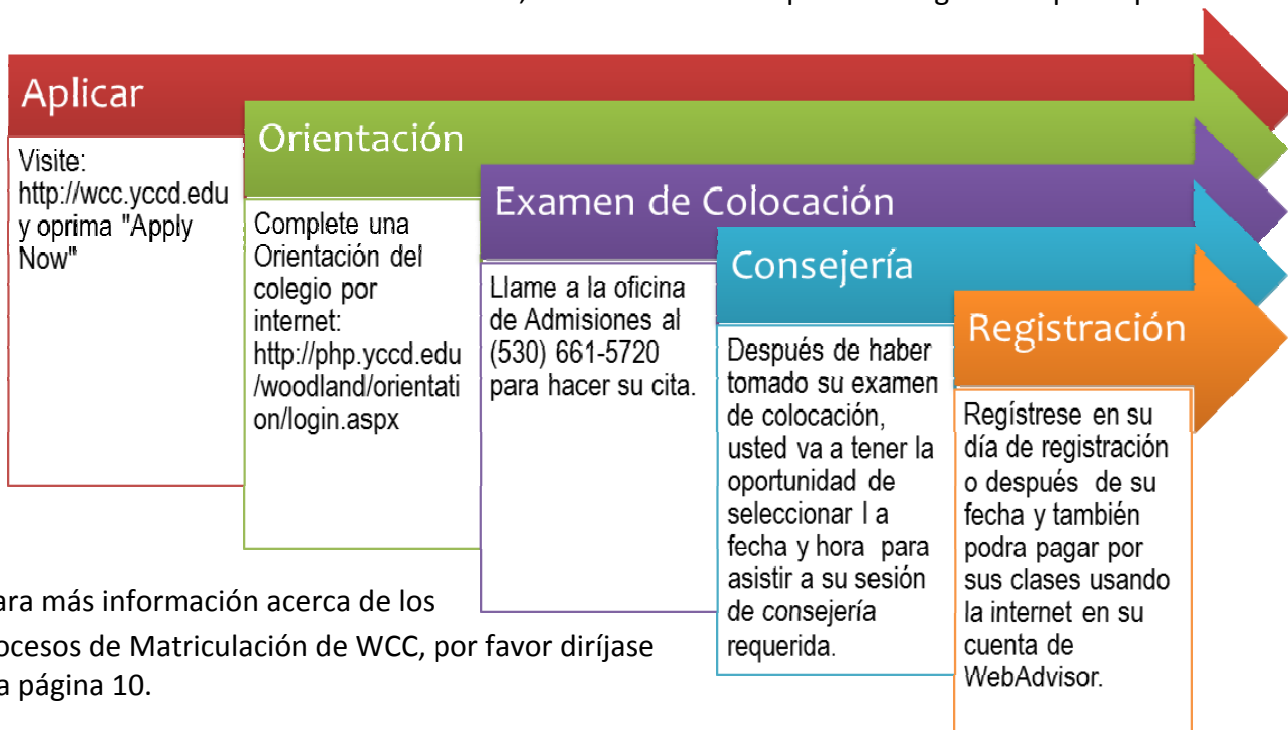 Aplicar
Visite:
http://wcc.yccd.edu
y oprima "Apply
Now"
Orientación
Complete una
Orientación del
colegio por
internet:
http://php.yccd.edu
/woodland/orientati
on/login.aspx
Examen de Colocación
Llame a la oficina
de Admisiones al
(530) 661-5720
para hacer su cita.
Consejería
Después de haber
tomado su examen
de colocación,
usted va a tener la
oportunidad de
seleccionar l a
fecha y hora para
asistir a su sesión
de consejería
requerida.
Registración
Regístrese en su
día de registración
o después de su
fecha y también
podra pagar por
sus clases usando
la internet en su
cuenta de
WebAdvisor.
ara más información acerca de los
ocesos de Matriculación de WCC, por favor diríjase
a página 10.